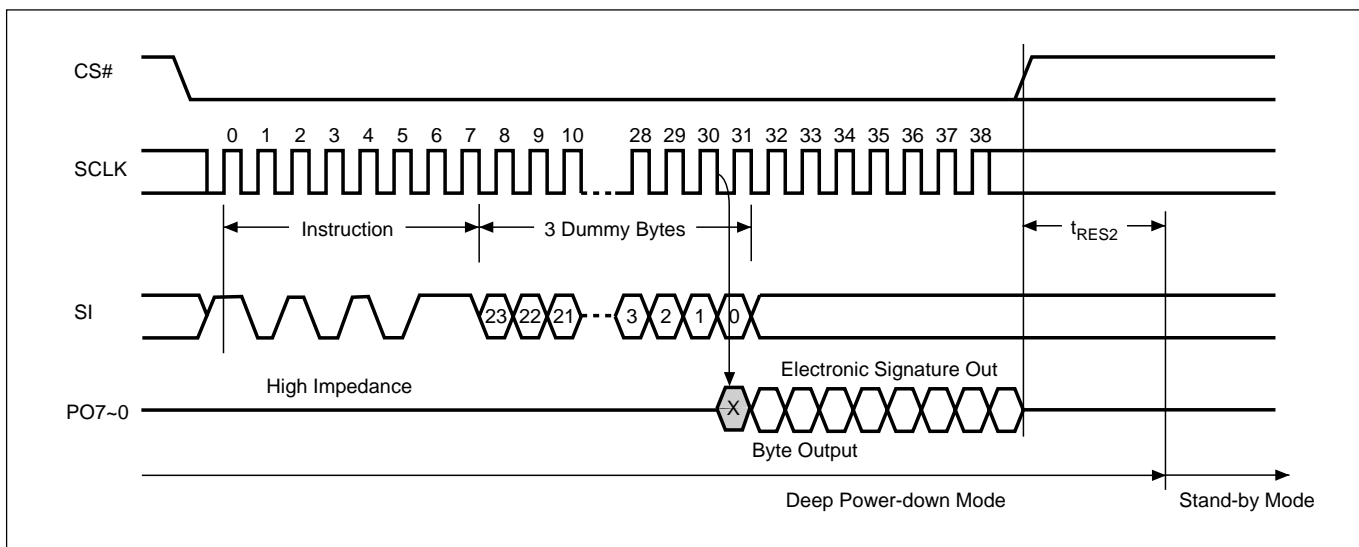 CS#
0 1 2 3 4 5 6 7 8 9 10 28 29 30 31 32 33 34 35 36 37 38
SCLK
Instruction 3 Dummy Bytes tRES2
SI 23 22 21 3 2 1 0
Electronic Signature Out
High Impedance
PO7~0 X
Byte Output
Deep Power-down Mode Stand-by Mode